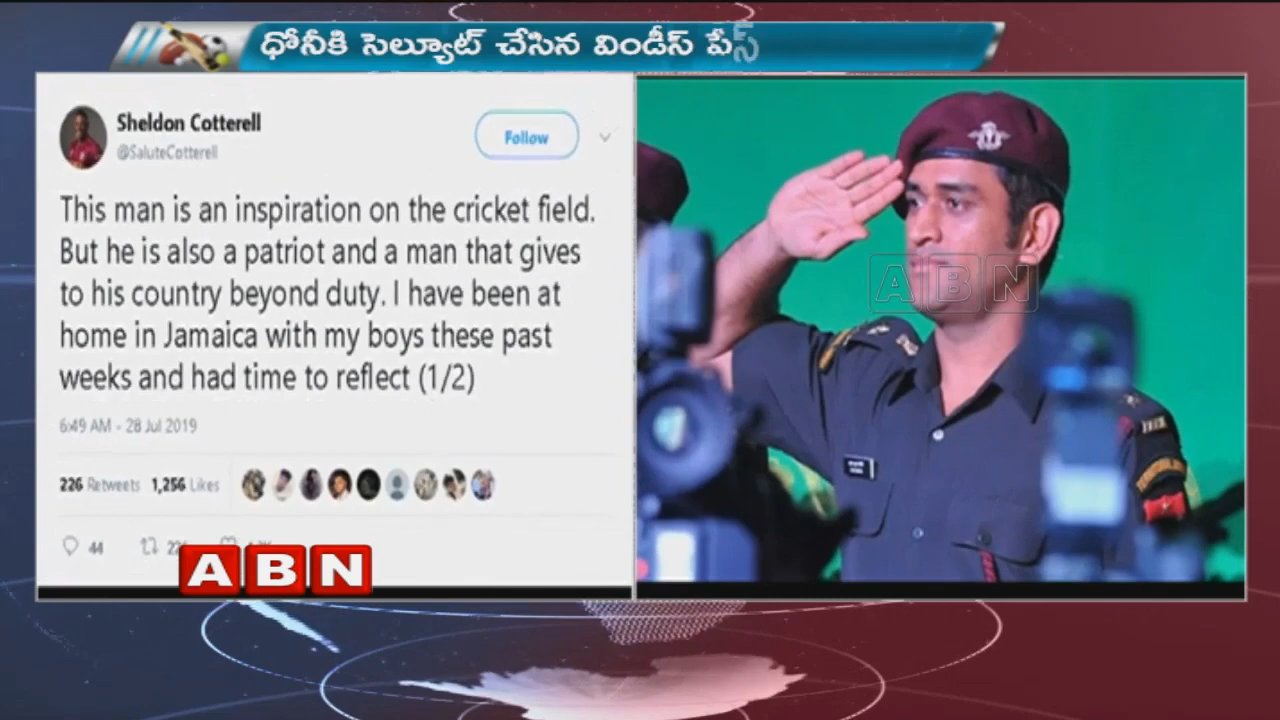 ధోనీకి సెల్యూట్ చేసిన విండీస్ పేస్
Sheldon Cotterell
@SaluteCotterell
Follow
This man is an inspiration on the cricket field.
But he is also a patriot and a man that gives
to his country beyond duty. I have been at
home in Jamaica with my boys these past
weeks and had time to reflect (1/2)
6:49 AM - 28 Jul 2019
226 Retweets 1,256 Likes
44
ABN
ABN